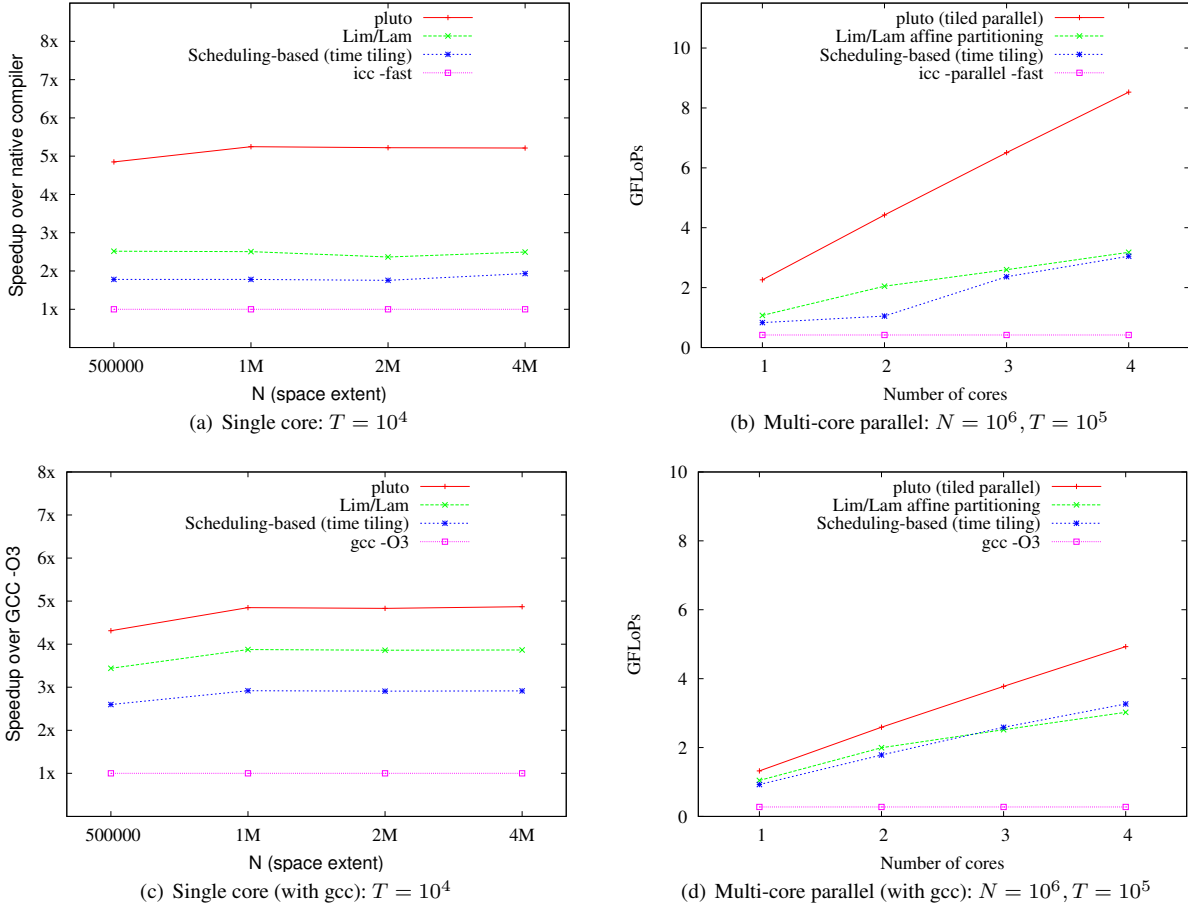 8x
7x
6x
5x
4x
3x
2x
1x
Speedup over native compiler
pluto
Lim/Lam
Scheduling-based (time tiling)
icc -fast
500000 1M 2M 4M
N (space extent)
(a) Single core: T = 10^4
10
8
6
4
2
0
GFLoPs
pluto (tiled parallel)
Lim/Lam affine partitioning
Scheduling-based (time tiling)
icc -parallel -fast
1 2 3 4
Number of cores
(b) Multi-core parallel: N = 10^6, T = 10^5
8x
7x
6x
5x
4x
3x
2x
1x
Speedup over GCC -O3
pluto
Lim/Lam
Scheduling-based (time tiling)
gcc -O3
500000 1M 2M 4M
N (space extent)
(c) Single core (with gcc): T = 10^4
10
8
6
4
2
0
GFLoPs
pluto (tiled parallel)
Lim/Lam affine partitioning
Scheduling-based (time tiling)
gcc -O3
1 2 3 4
Number of cores
(d) Multi-core parallel (with gcc): N = 10^6, T = 10^5